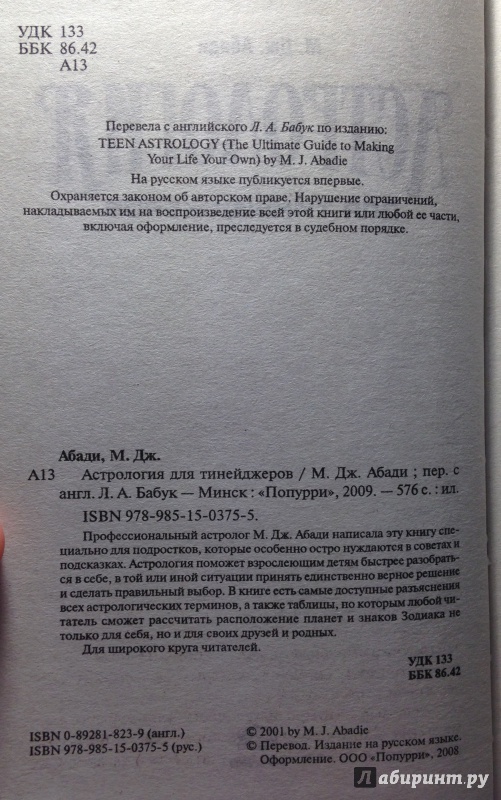 УДК 133
ББК 86.42
А13
Перевела с английского Л. А. Бабук по изданию:
TEEN ASTROLOGY (The Ultimate Guide to Making
Your Life Your Own) by M. J. Abadie
На русском языке публикуется впервые.
Охраняется законом об авторском праве. Нарушение ограничений,
накладываемых им на воспроизведение всей этой книги или любой ее части,
включая оформление, преследуется в судебном порядке.
Абади, М. Дж.
А13 Астрология для тинейджеров / М. Дж. Абади ; пер. с
англ. Л. А. Бабук — Минск : «Попурри», 2009. — 576 с. : ил.
ISBN 978-985-15-0375-5.
Профессиональный астролог М. Дж. Абади написала эту книгу спе-
циально для подростков, которые особенно остро нуждаются в советах и
подсказках. Астрология поможет взрослеющим детям быстрее разобрать-
ся в себе, в той или иной ситуации принять единственно верное решение
и сделать правильный выбор. В книге есть самые доступные разъяснения
всех астрологических терминов, а также таблицы, по которым любой чи-
татель сможет рассчитать расположение планет и знаков Зодиака не
только для себя, но и для своих друзей и родных.
Для широкого круга читателей.
УДК 133
ББК 86.42
ISBN 0-89281-823-9 (англ.)
ISBN 978-985-15-0375-5 (рус.)
© 2001 by M. J. Abadie
© Перевод. Издание на русском языке.
Оформление. ООО «Попурри», 2008
Лабиринт.ру